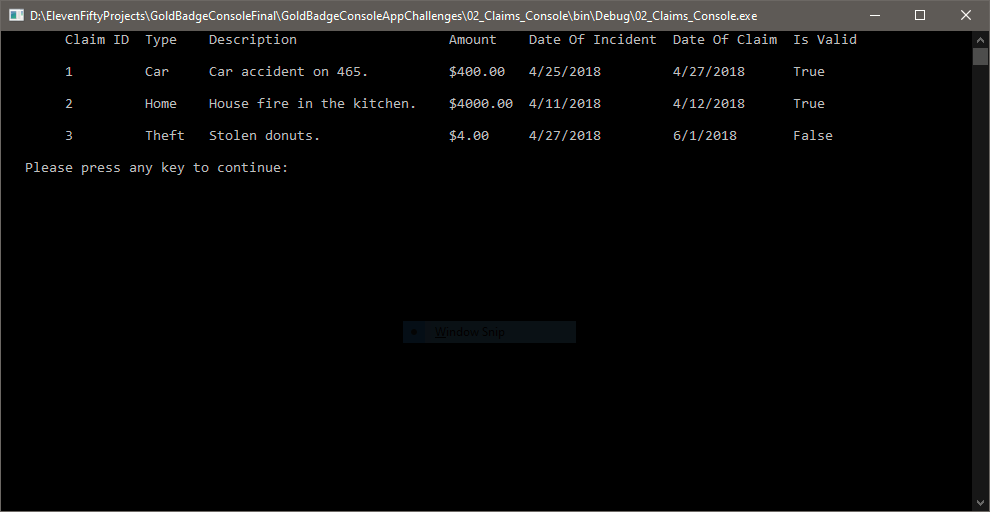 D:\ElevenFiftyProjects\GoldBadgeConsoleFinal\GoldBadgeConsoleAppChallenges\02_Claims_Console\bin\Debug\02_Claims_Console.exe
Claim ID Type Description Amount Date Of Incident Date Of Claim Is Valid
1 Car Car accident on 465. $400.00 4/25/2018 4/27/2018 True
2 Home House fire in the kitchen. $4000.00 4/11/2018 4/12/2018 True
3 Theft Stolen donuts. $4.00 4/27/2018 6/1/2018 False
Please press any key to continue:
Window Snip